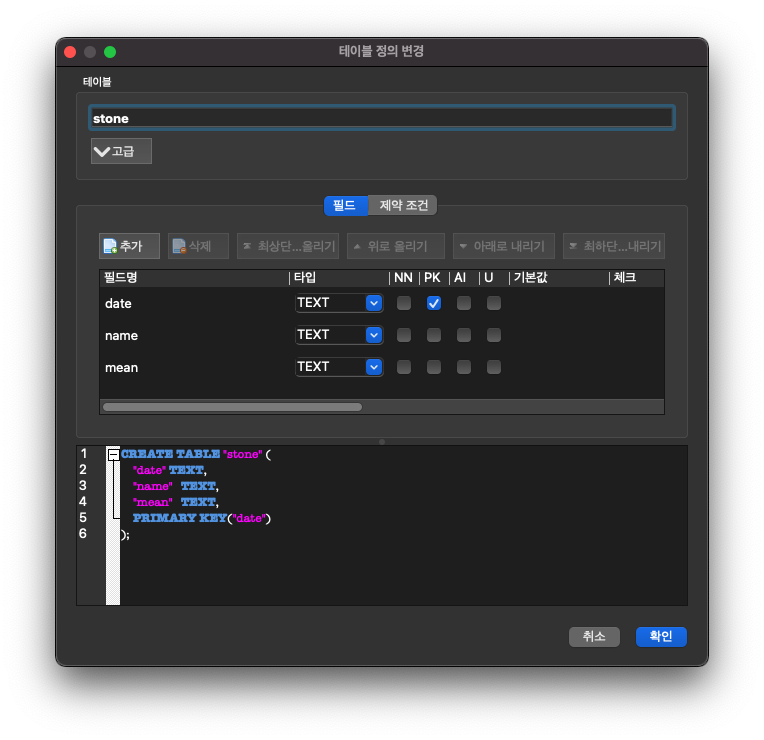 테이블 정의 변경
테이블
stone
고급
필드 제약 조건
추가 삭제 최상단...올리기 위로 올리기 아래로 내리기 최하단...내리기
필드명 타입 NN PK AI U 기본값 체크
date TEXT
name TEXT
mean TEXT
1 CREATE TABLE "stone" (
2 "date" TEXT,
3 "name" TEXT,
4 "mean" TEXT,
5 PRIMARY KEY("date")
6 );
취소 확인